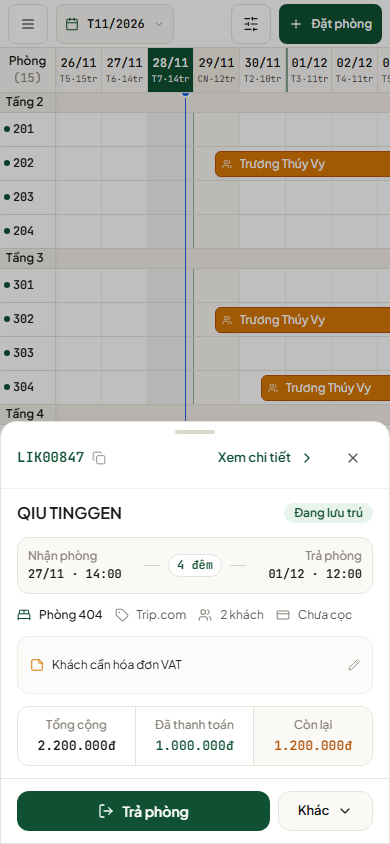 T11/2026
Đặt phòng
Phòng (15)
26/11 27/11 28/11 29/11 30/11 01/12 02/12
T5·15tr T6·14tr T7·14tr CN·12tr T2·10tr T3·11tr T4·11tr
Tầng 2
201
202 Trương Thúy Vy
203
204
Tầng 3
301
302 Trương Thúy Vy
303
304 Trương Thúy Vy
Tầng 4
LIK00847 Xem chi tiết
QIU TINGGEN Đang lưu trú
Nhận phòng Trả phòng
27/11 · 14:00 4 đêm 01/12 · 12:00
Phòng 404 Trip.com 2 khách Chưa cọc
Khách cần hóa đơn VAT
Tổng cộng Đã thanh toán Còn lại
2.200.000đ 1.000.000đ 1.200.000đ
Trả phòng Khác